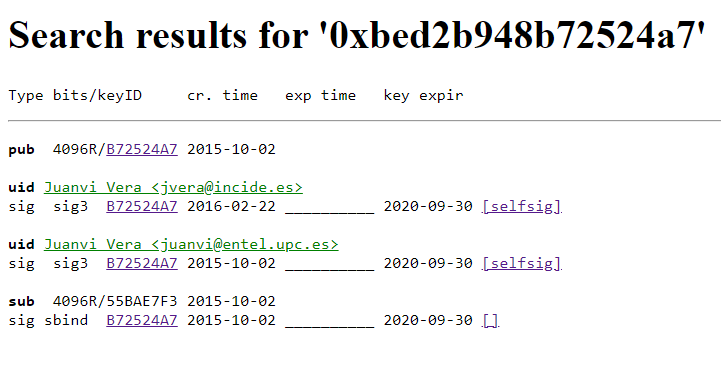 Search results for '0xbed2b948b72524a7'
Type bits/keyID     cr. time   exp time   key expir
pub  4096R/B72524A7 2015-10-02
uid Juanvi Vera <jvera@incide.es>
sig  sig3  B72524A7 2016-02-22 __________ 2020-09-30 [selfsig]
uid Juanvi Vera <juanvi@entel.upc.es>
sig  sig3  B72524A7 2015-10-02 __________ 2020-09-30 [selfsig]
sub  4096R/55BAE7F3 2015-10-02
sig sbind  B72524A7 2015-10-02 __________ 2020-09-30 []